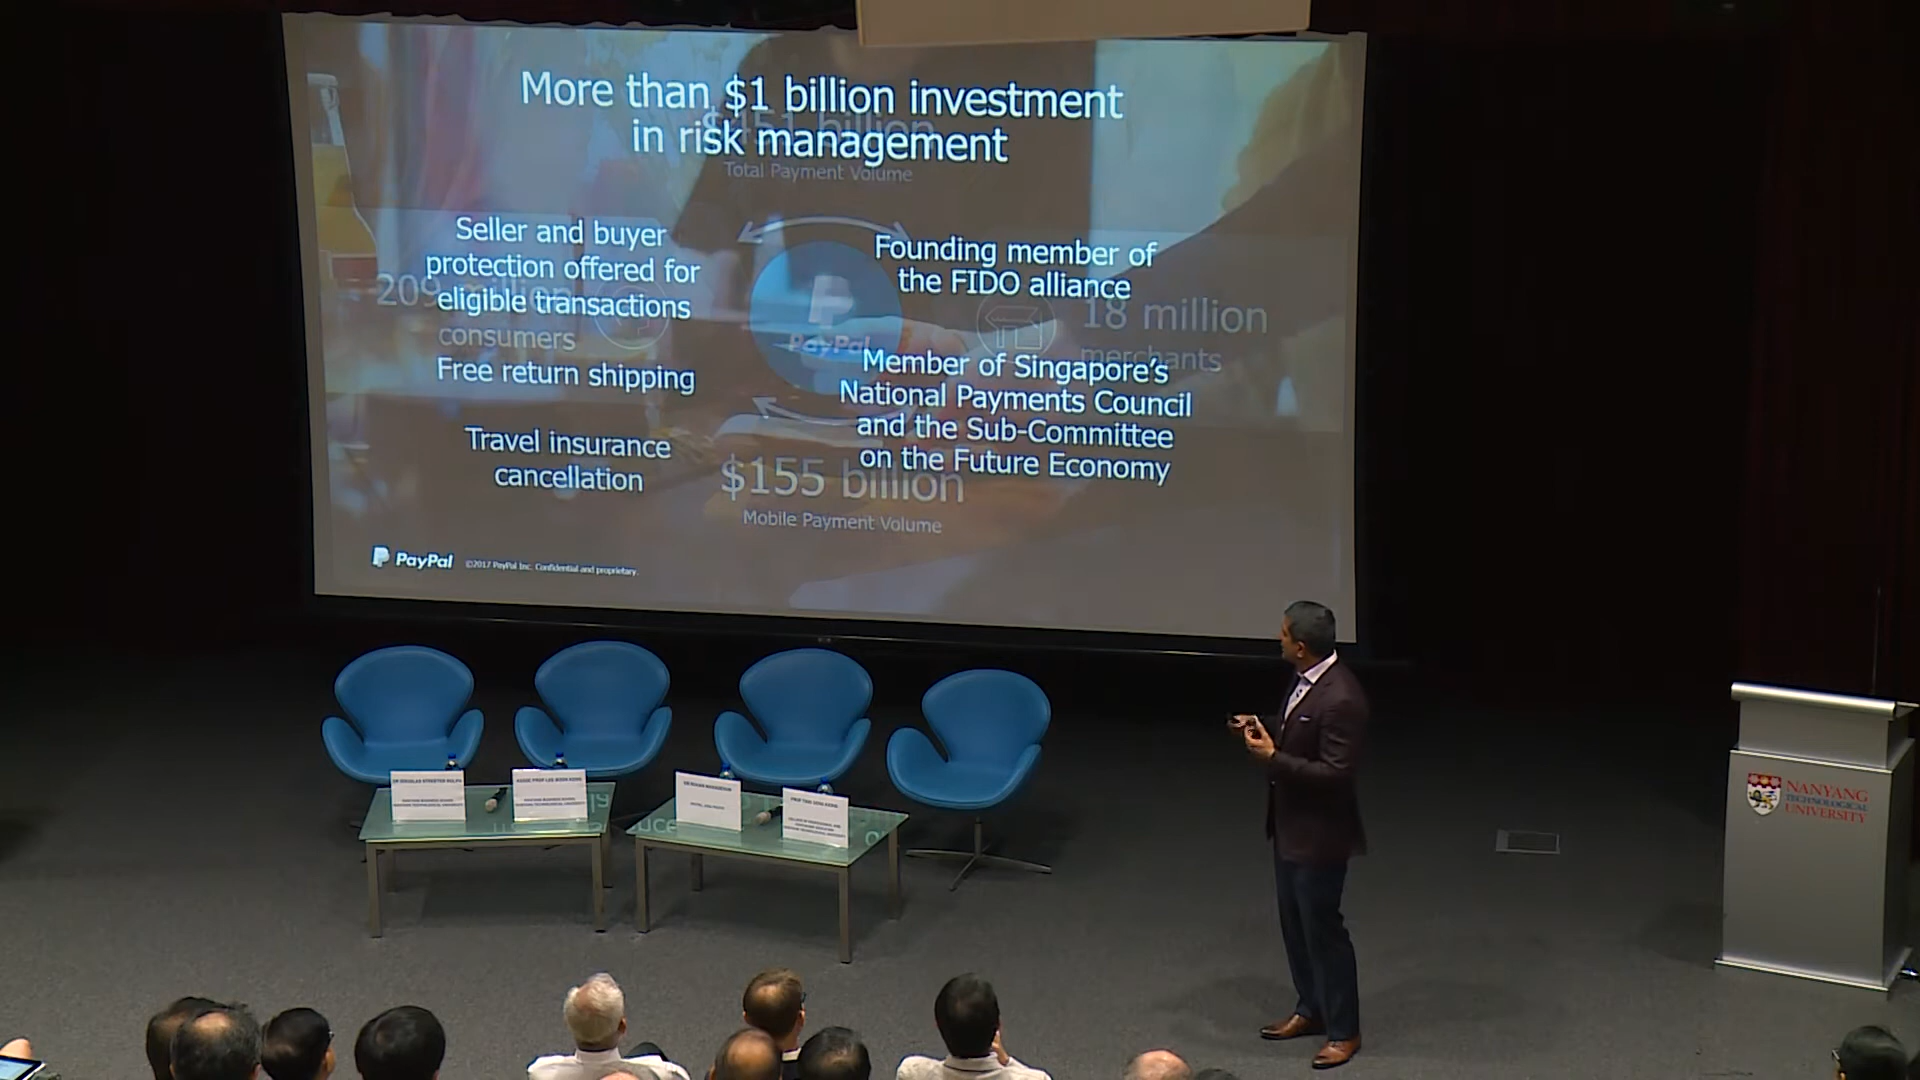 More than $1 billion investment
in risk management
$451 billion
Total Payment Volume
Seller and buyer
protection offered for
eligible transactions
209 million
consumers
Free return shipping
Travel insurance
cancellation
PayPal
Founding member of
the FIDO alliance
18 million
merchants
Member of Singapore's
National Payments Council
and the Sub-Committee
on the Future Economy
$155 billion
Mobile Payment Volume
PayPal ©2017 PayPal Inc. Confidential and proprietary.
NANYANG
TECHNOLOGICAL
UNIVERSITY